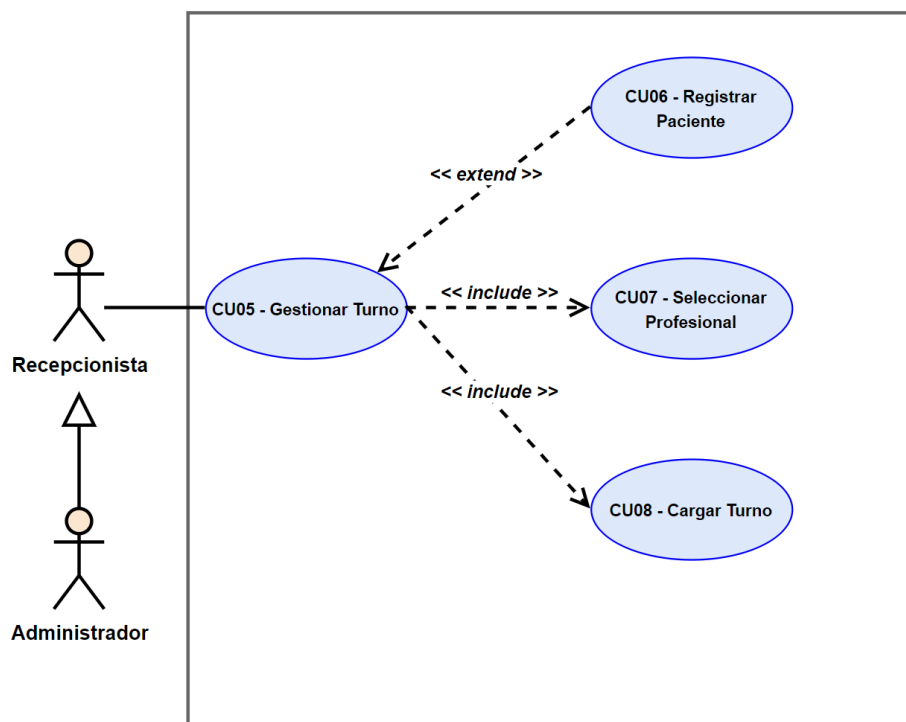 CU06 - Registrar
Paciente
<< extend >>
CU05 - Gestionar Turno
<< include >>
CU07 - Seleccionar
Profesional
Recepcionista
<< include >>
CU08 - Cargar Turno
Administrador